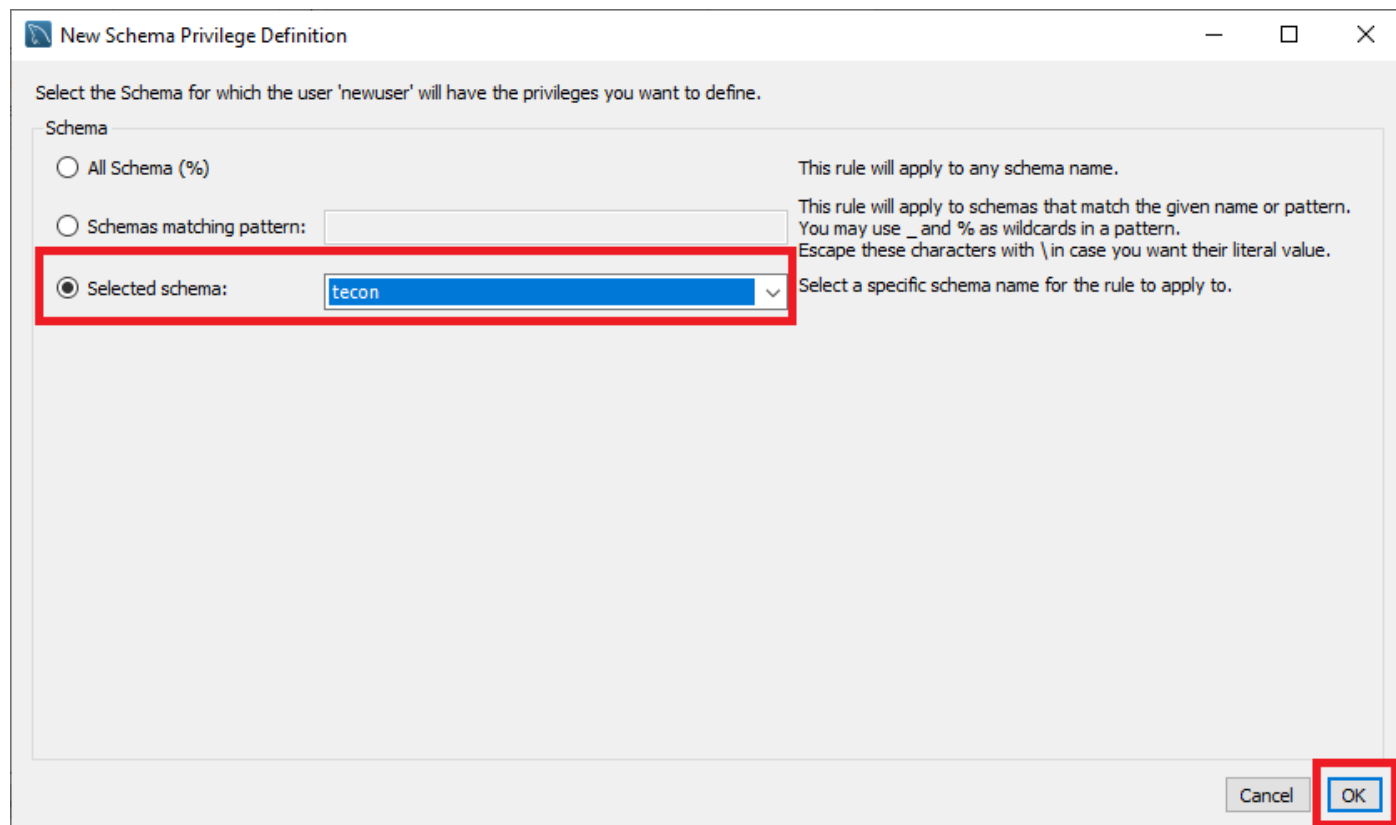 New Schema Privilege Definition
Select the Schema for which the user 'newuser' will have the privileges you want to define.
Schema
All Schema (%)
This rule will apply to any schema name.
Schemas matching pattern:
This rule will apply to schemas that match the given name or pattern.
You may use _ and % as wildcards in a pattern.
Escape these characters with \ in case you want their literal value.
Selected schema:
tecon
Select a specific schema name for the rule to apply to.
Cancel
OK